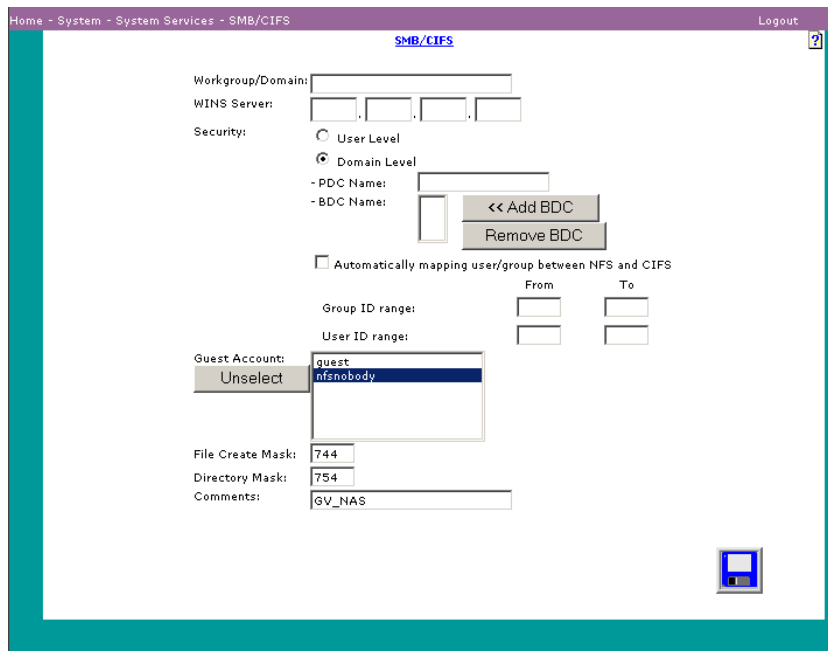 Home - System - System Services - SMB/CIFS Logout
SMB/CIFS
?
Workgroup/Domain:
WINS Server: . . .
Security:
User Level
Domain Level
- PDC Name:
- BDC Name:
<< Add BDC
Remove BDC
Automatically mapping user/group between NFS and CIFS
From To
Group ID range:
User ID range:
Guest Account:
guest
Unselect
nfsnobody
File Create Mask: 744
Directory Mask: 754
Comments: GV_NAS